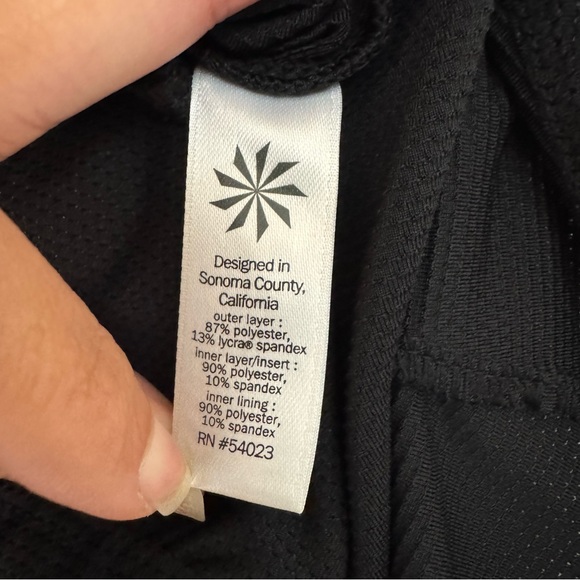 Designed in
Sonoma County,
California
outer layer :
87% polyester,
13% lycra® spandex
inner layer/insert :
90% polyester,
10% spandex
inner lining :
90% polyester,
10% spandex
RN #54023